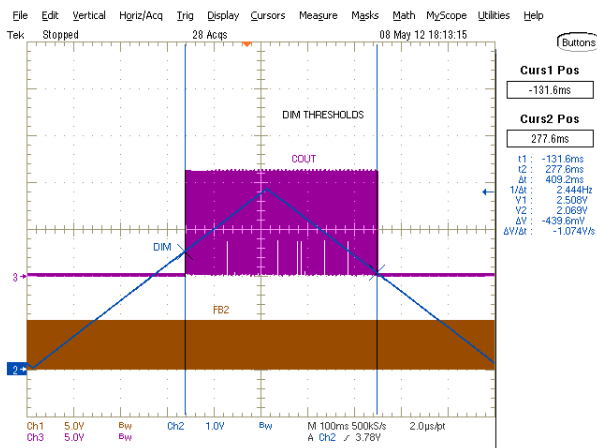 File Edit Vertical Horiz/Acq Trig Display Cursors Measure Masks Math MyScope Utilities Help
Tek Stopped 28 Acqs 08 May 12 18:13:15
Buttons
Curs1 Pos
-131.6ms
Curs2 Pos
277.6ms
t1: -131.6ms
t2: 277.6ms
Δt: 409.2ms
1/Δt: 2.444Hz
V1: 2.508V
V2: 2.069V
ΔV: -439.6mV
ΔV/Δt: -1.074V/s
DIM THRESHOLDS
COUT
DIM
3
FB2
2
Ch1 5.0V Bw Ch2 1.0V Bw M 100ms 500kS/s 2.0µs/pt
Ch3 5.0V Bw A Ch2 ∕ 3.78V